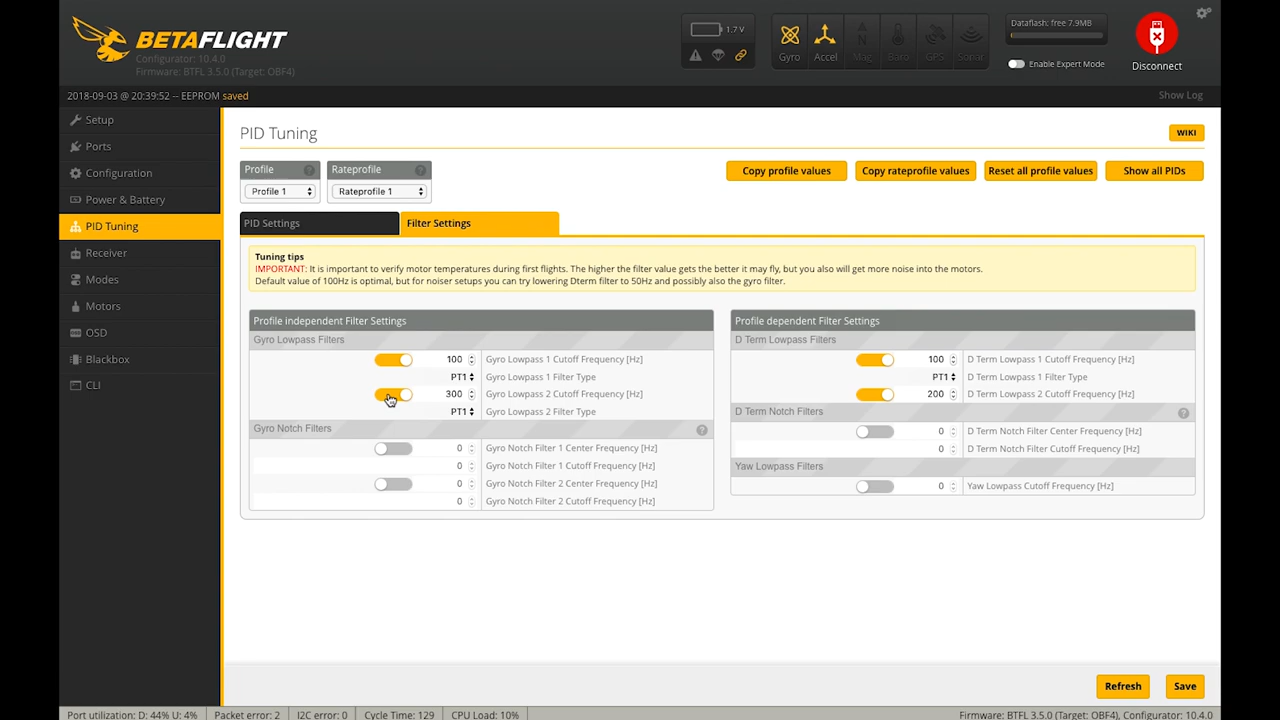 BETAFLIGHT
Configurator: 10.4.0
Firmware: BTFL 3.5.0 (Target: OBF4)
1.7 V
Gyro
Accel
Mag
Baro
GPS
Sonar
Dataflash: free 7.9MB
Enable Expert Mode
Disconnect
2018-09-03 @ 20:39:52 -- EEPROM saved
Show Log
Setup
Ports
Configuration
Power & Battery
PID Tuning
Receiver
Modes
Motors
OSD
Blackbox
CLI
PID Tuning
WIKI
Profile
Rateprofile
Profile 1
Rateprofile 1
Copy profile values
Copy rateprofile values
Reset all profile values
Show all PIDs
PID Settings
Filter Settings
Tuning tips
IMPORTANT: It is important to verify motor temperatures during first flights. The higher the filter value gets the better it may fly, but you also will get more noise into the motors.
Default value of 100Hz is optimal, but for noiser setups you can try lowering Dterm filter to 50Hz and possibly also the gyro filter.
Profile independent Filter Settings
Gyro Lowpass Filters
100 Gyro Lowpass 1 Cutoff Frequency [Hz]
PT1 Gyro Lowpass 1 Filter Type
300 Gyro Lowpass 2 Cutoff Frequency [Hz]
PT1 Gyro Lowpass 2 Filter Type
Gyro Notch Filters
0 Gyro Notch Filter 1 Center Frequency [Hz]
0 Gyro Notch Filter 1 Cutoff Frequency [Hz]
0 Gyro Notch Filter 2 Center Frequency [Hz]
0 Gyro Notch Filter 2 Cutoff Frequency [Hz]
Profile dependent Filter Settings
D Term Lowpass Filters
100 D Term Lowpass 1 Cutoff Frequency [Hz]
PT1 D Term Lowpass 1 Filter Type
200 D Term Lowpass 2 Cutoff Frequency [Hz]
D Term Notch Filters
0 D Term Notch Filter Center Frequency [Hz]
0 D Term Notch Filter Cutoff Frequency [Hz]
Yaw Lowpass Filters
0 Yaw Lowpass Cutoff Frequency [Hz]
Refresh
Save
Port utilization: D: 44% U: 4%
Packet error: 2
I2C error: 0
Cycle Time: 129
CPU Load: 10%
Firmware: BTFL 3.5.0 (Target: OBF4), Configurator: 10.4.0